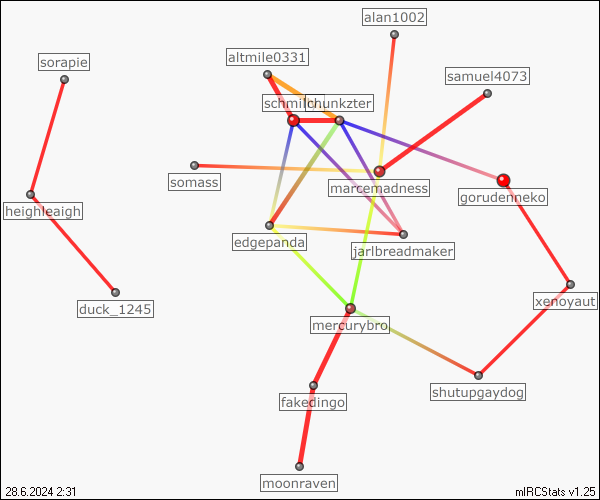 alan1002
altmile0331
sorapie
samuel4073
chunkzter
somass
marcemadness
gorudenneko
heighleaigh
edgepanda
jarlbreadmaker
duck_1245
xenoyaut
mercurybro
shutupgaydog
fakedingo
moonraven
28.6.2024 2:31
mIRCStats v1.25